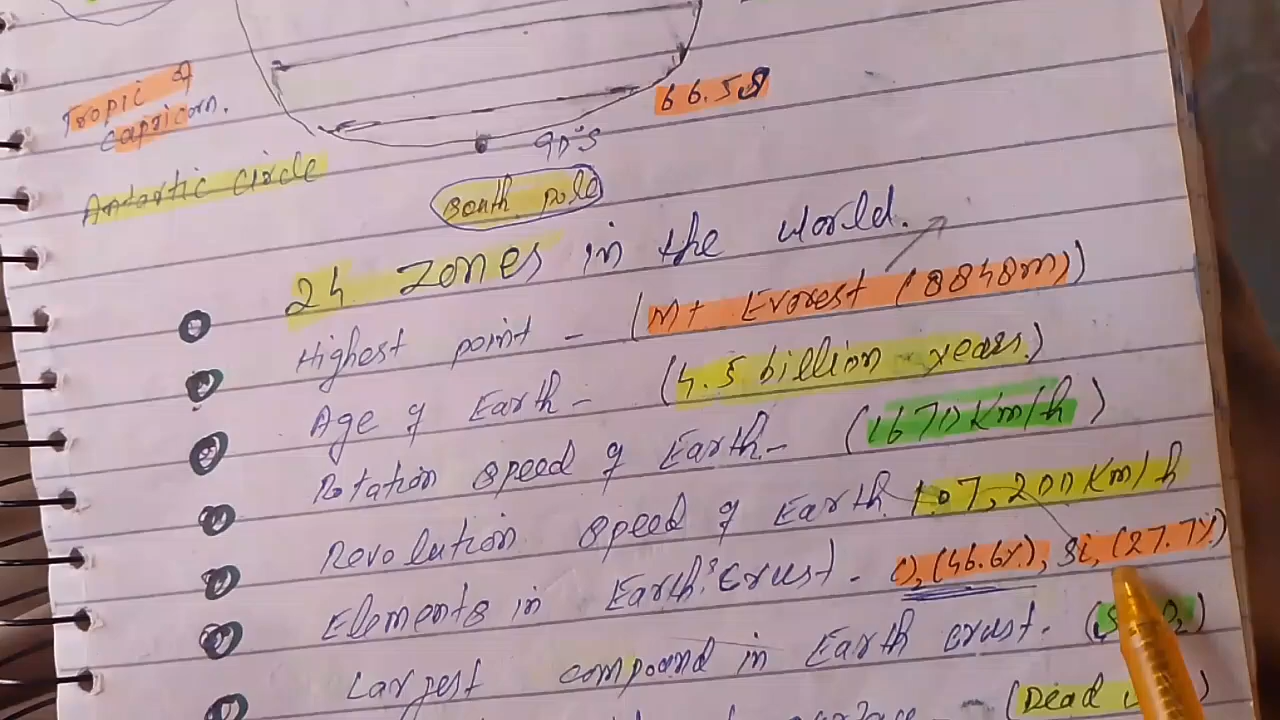 Tropic of
capricorn.
66.5S
90°S
Antartic circle
South pole
24 zones in the world.
Highest point - (Mt Everest (8848m))
Age of Earth - (4.5 billion years.)
Rotation speed of Earth - (1670 Km/h)
Revolution speed of Earth 1.07,200 Km/h
Elements in Earth's Crust. - O, (46.6%), Si, (27.7%)
Largest compound in Earth crust. - (
(Dead